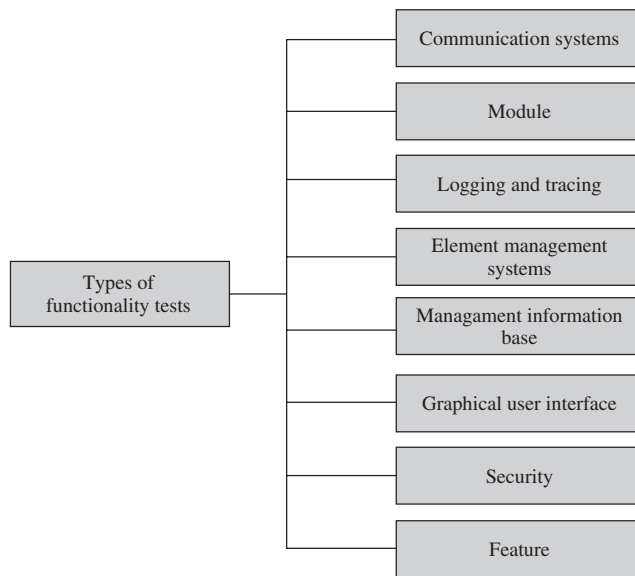 Communication systems
Module
Logging and tracing
Element management
systems
Types of
functionality tests
Managament information
base
Graphical user interface
Security
Feature